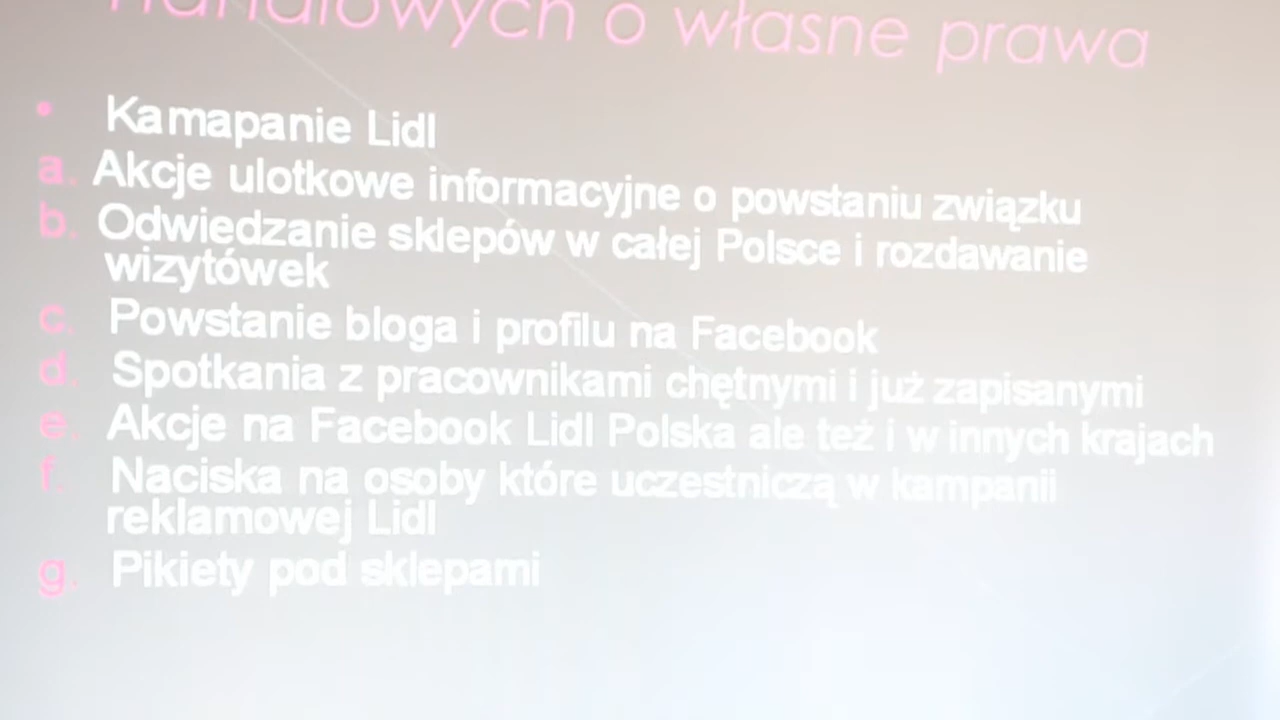 handlowych o własne prawa
• Kamapanie Lidl
a. Akcje ulotkowe informacyjne o powstaniu związku
b. Odwiedzanie sklepów w całej Polsce i rozdawanie
wizytówek
c. Powstanie bloga i profilu na Facebook
d. Spotkania z pracownikami chętnymi i już zapisanymi
e. Akcje na Facebook Lidl Polska ale też i w innych krajach
f. Naciska na osoby które uczestniczą w kampanii
reklamowej Lidl
g. Pikiety pod sklepami